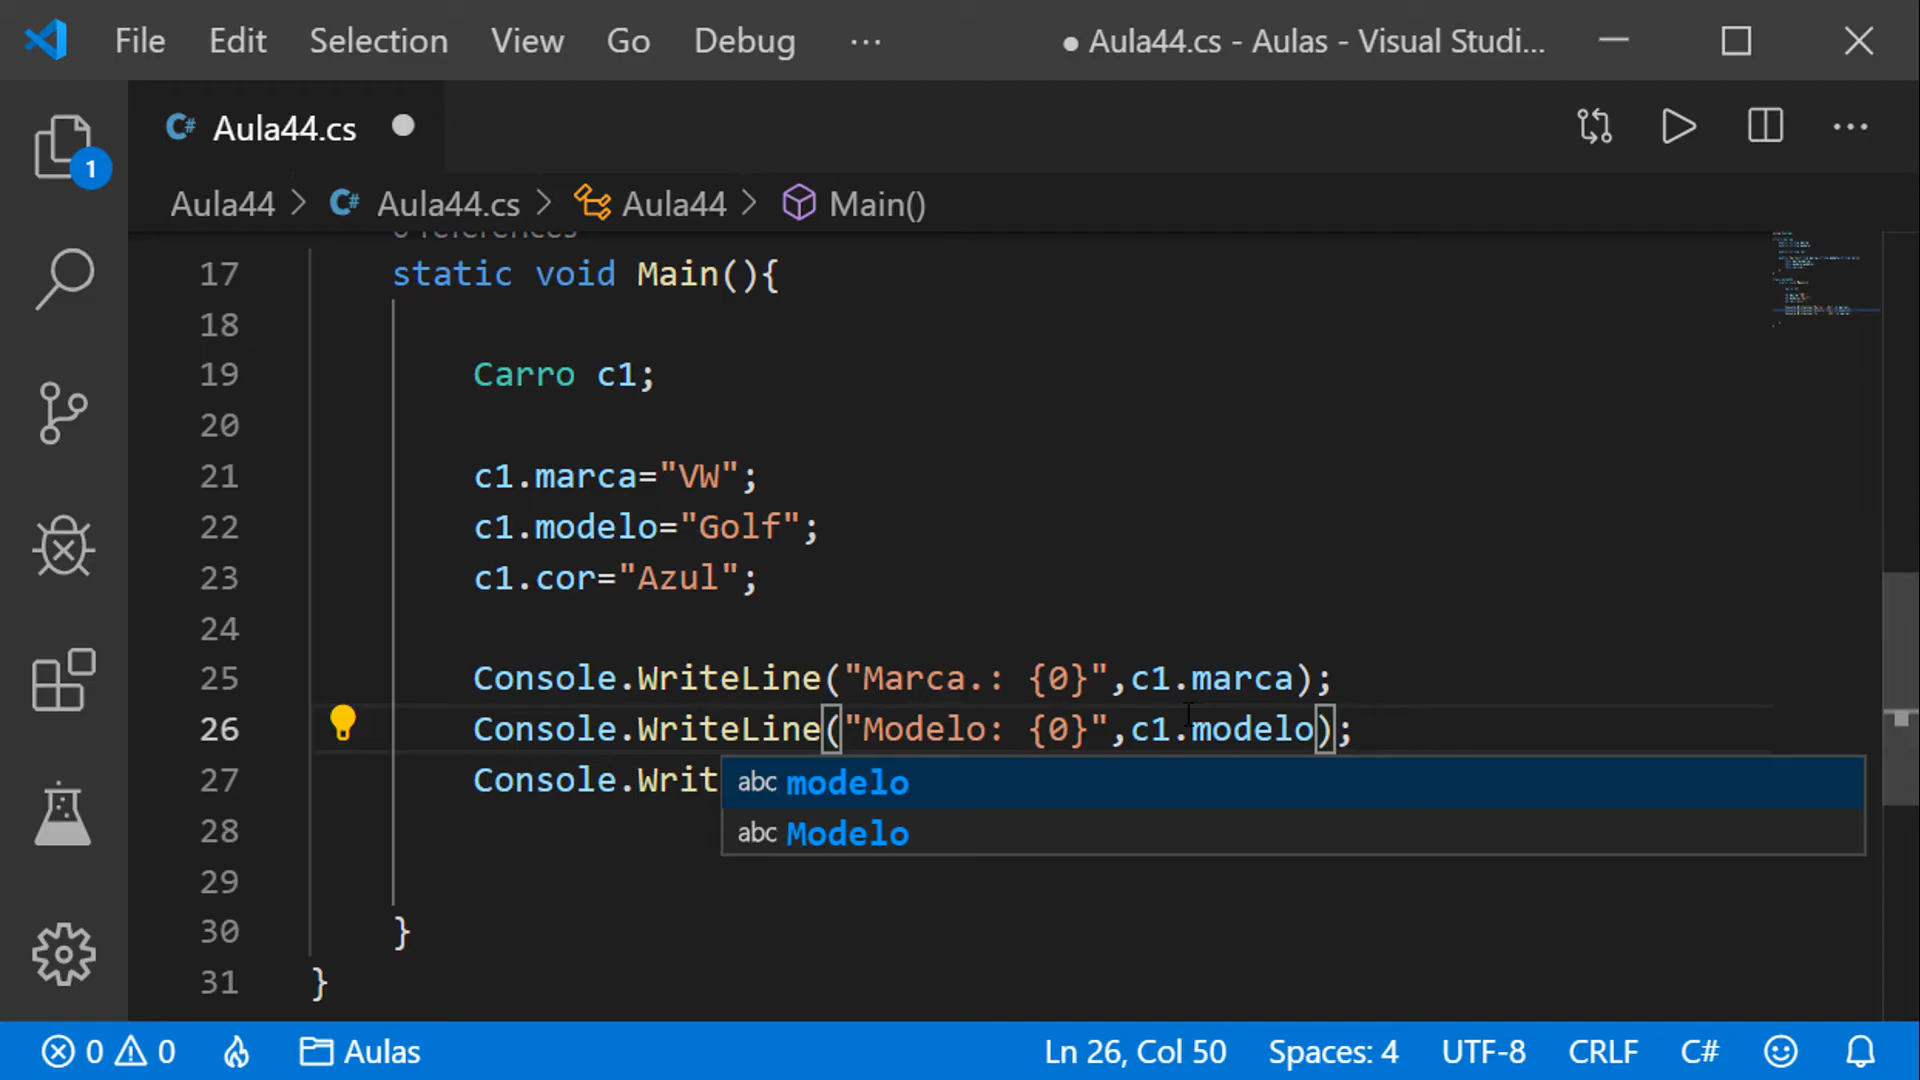 File Edit Selection View Go Debug ··· ● Aula44.cs - Aulas - Visual Studi...
C# Aula44.cs ●
1
Aula44 > C# Aula44.cs > Aula44 > Main()
0 references
17 static void Main(){
18
19 Carro c1;
20
21 c1.marca="VW";
22 c1.modelo="Golf";
23 c1.cor="Azul";
24
25 Console.WriteLine("Marca.: {0}",c1.marca);
26 Console.WriteLine("Modelo: {0}",c1.modelo);
27 Console.Writ
abc modelo
28
abc Modelo
29
30 }
31 }
0 0 Aulas Ln 26, Col 50 Spaces: 4 UTF-8 CRLF C#